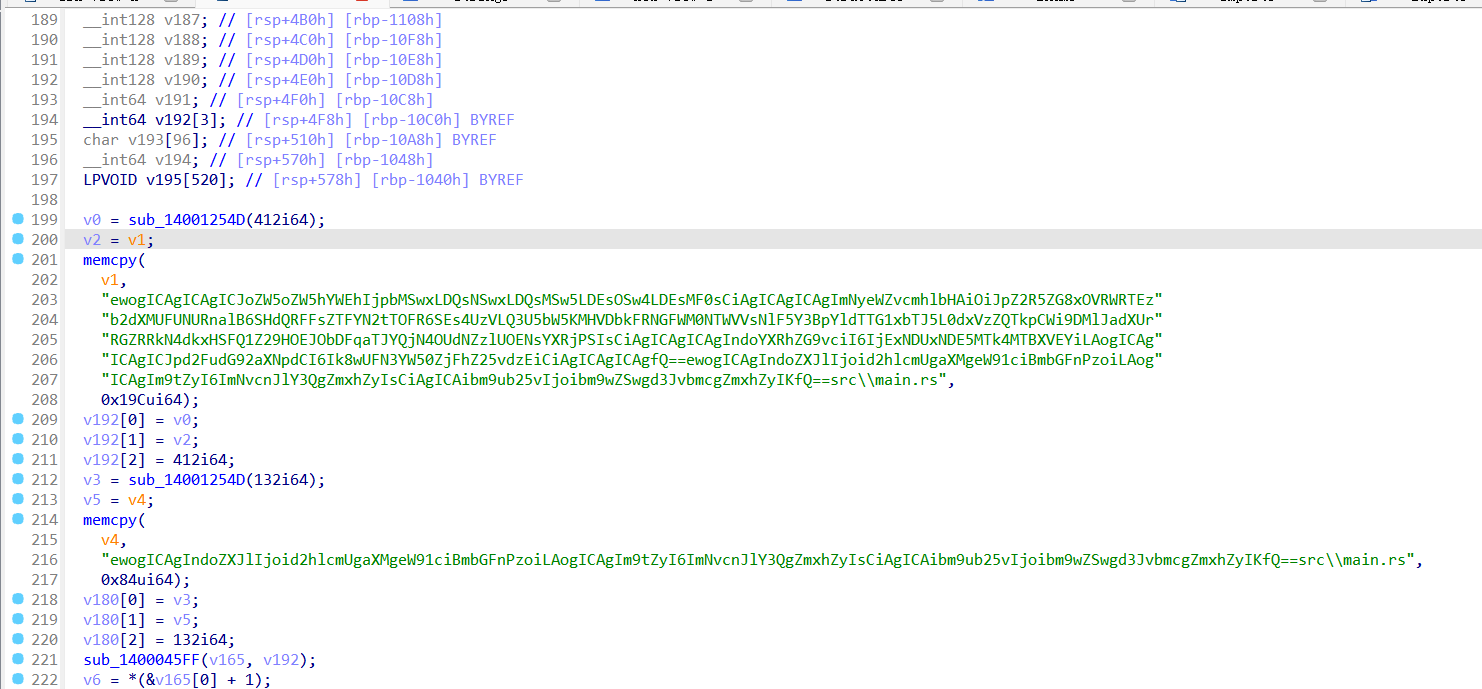 189 __int128 v187; // [rsp+4B0h] [rbp-1108h]
190 __int128 v188; // [rsp+4C0h] [rbp-10F8h]
191 __int128 v189; // [rsp+4D0h] [rbp-10E8h]
192 __int128 v190; // [rsp+4E0h] [rbp-10D8h]
193 __int64 v191; // [rsp+4F0h] [rbp-10C8h]
194 __int64 v192[3]; // [rsp+4F8h] [rbp-10C0h] BYREF
195 char v193[96]; // [rsp+510h] [rbp-10A8h] BYREF
196 __int64 v194; // [rsp+570h] [rbp-1048h]
197 LPVOID v195[520]; // [rsp+578h] [rbp-1040h] BYREF
198
199 v0 = sub_14001254D(412i64);
200 v2 = v1;
201 memcpy(
202 v1,
203 "ewogICAgICAgICJoZW5oZW5hYWEhIjpbMSwxLDQsNSwxLDQsMSw5LDEsOSw4LDEsMF0sCiAgICAgICAgImNyeWZvcmhlbHAiOiJpZ2R5ZG8xOVRWRTEz"
204 "b2dXMUFUNURnalB6SHdQRFFsZTFYN2tTOFR6SEs4UzVLQ3U5bW5KMHVDbkFRNGFWM0NTWVVsNlF5Y3BpYldTTG1xbTJ5L0dxVzZQTkpCWi9DMlJadXUr"
205 "RGZRRkN4dkxHSFQ1Z29HOEJObDFqaTJYQjN4OUdNZzlUOENsYXRjPSIsCiAgICAgICAgIndoYXRhZG9vciI6IjExNDUxNDE5MTk4MTBXVEYiLAogICAg"
206 "ICAgICJpd2FudG92aXNpdCI6Ik8wUFN3YW50ZjFhZ25vdzEiCiAgICAgICAgfQ==ewogICAgIndoZXJlIjoid2hlcmUgaXMgeW91ciBmbGFnPzoiLAog"
207 "ICAgIm9tZyI6ImNvcnJlY3QgZmxhZyIsCiAgICAibm9ub25vIjoibm9wZSwgd3JvbmcgZmxhZyIKfQ==src\\main.rs",
208 0x19Cui64);
209 v192[0] = v0;
210 v192[1] = v2;
211 v192[2] = 412i64;
212 v3 = sub_14001254D(132i64);
213 v5 = v4;
214 memcpy(
215 v4,
216 "ewogICAgIndoZXJlIjoid2hlcmUgaXMgeW91ciBmbGFnPzoiLAogICAgIm9tZyI6ImNvcnJlY3QgZmxhZyIsCiAgICAibm9ub25vIjoibm9wZSwgd3JvbmcgZmxhZyIKfQ==src\\main.rs",
217 0x84ui64);
218 v180[0] = v3;
219 v180[1] = v5;
220 v180[2] = 132i64;
221 sub_1400045FF(v165, v192);
222 v6 = *(&v165[0] + 1);